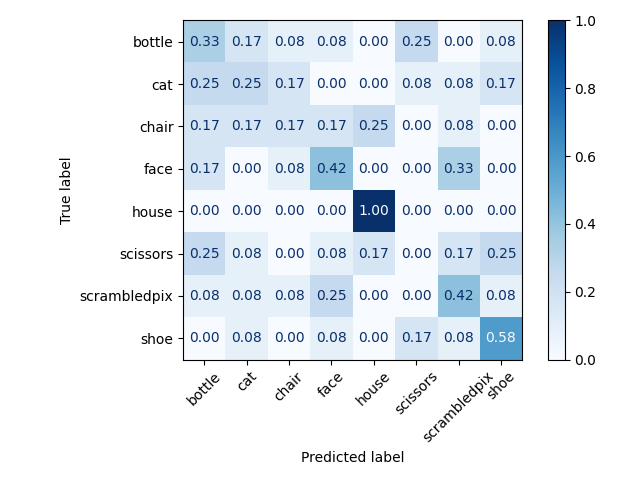 bottle 0.33 0.17 0.08 0.08 0.00 0.25 0.00 0.08
cat 0.25 0.25 0.17 0.00 0.00 0.08 0.08 0.17
chair 0.17 0.17 0.17 0.17 0.25 0.00 0.08 0.00
face 0.17 0.00 0.08 0.42 0.00 0.00 0.33 0.00
house 0.00 0.00 0.00 0.00 1.00 0.00 0.00 0.00
scissors 0.25 0.08 0.00 0.08 0.17 0.00 0.17 0.25
scrambledpix 0.08 0.08 0.08 0.25 0.00 0.00 0.42 0.08
shoe 0.00 0.08 0.00 0.08 0.00 0.17 0.08 0.58
bottle cat chair face house scissors scrambledpix shoe
Predicted label
True label
1.0
0.8
0.6
0.4
0.2
0.0